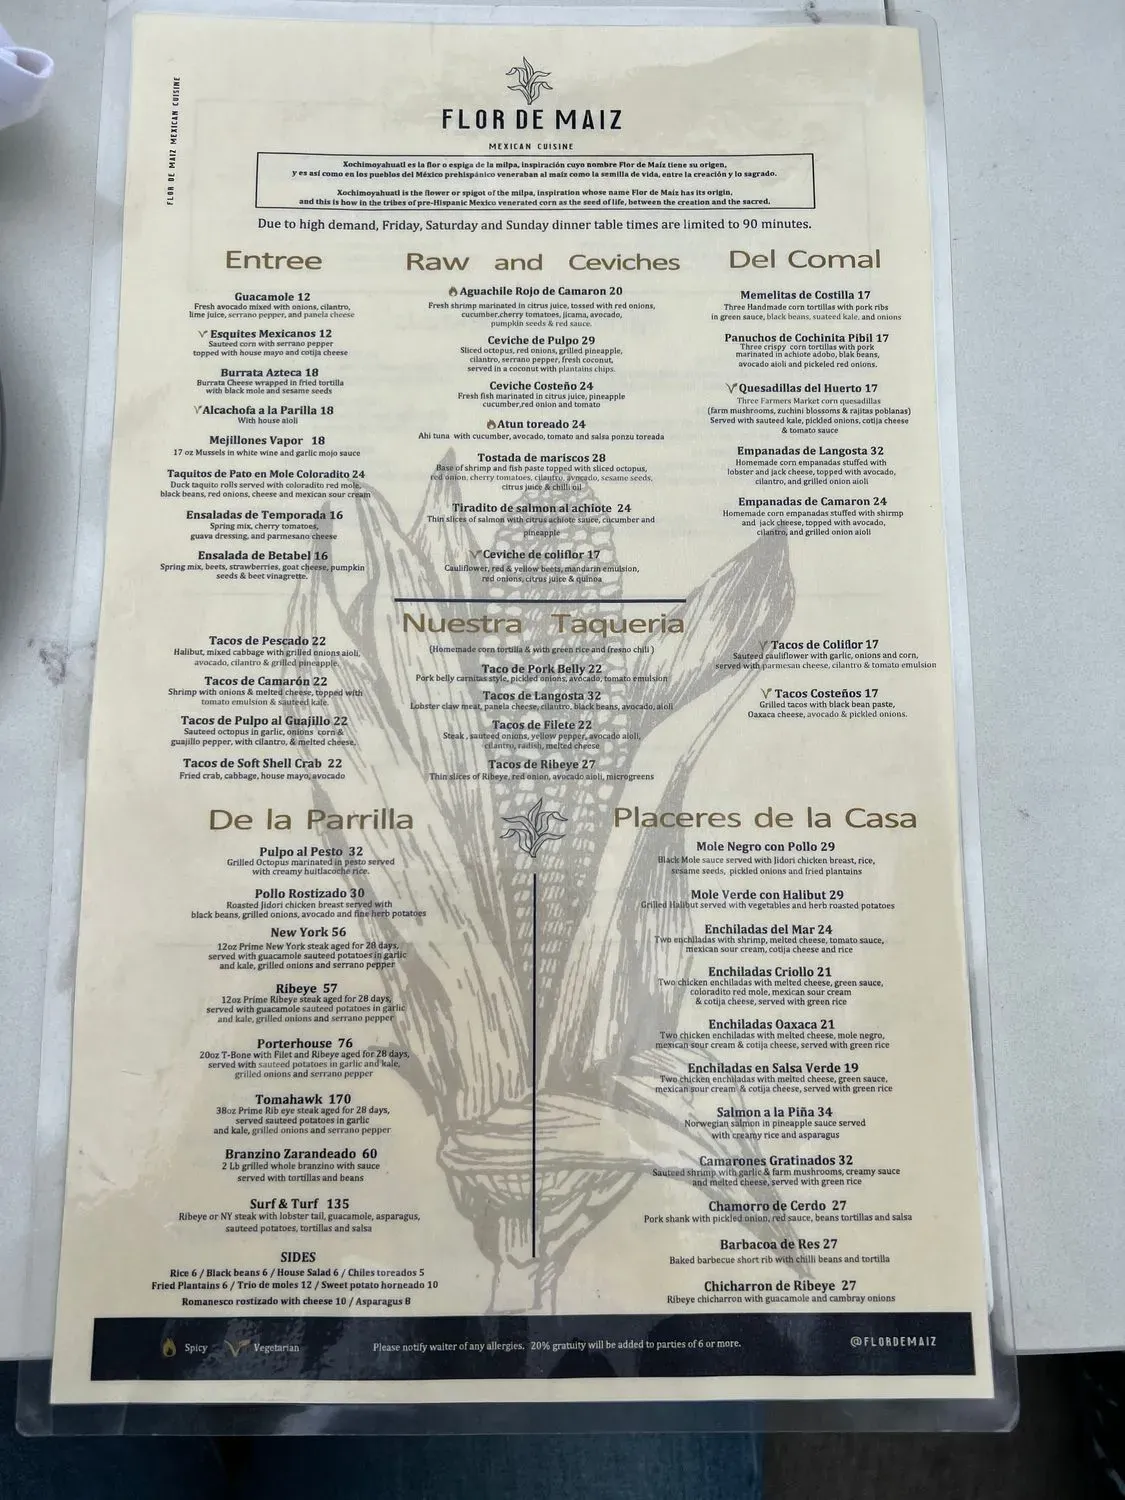 FLOR DE MAIZ MEXICAN CUISINE
FLOR DE MAIZ
MEXICAN CUISINE
Xochimoyahuatl es la flor o espiga de la milpa, inspiración cuyo nombre Flor de Maíz tiene su origen,
y es así como en los pueblos del México prehispánico veneraban al maíz como la semilla de vida, entre la creación y lo sagrado.
Xochimoyahuatl is the flower or spigot of the milpa, inspiration whose name Flor de Maíz has its origin,
and this is how in the tribes of pre-Hispanic Mexico venerated corn as the seed of life, between the creation and the sacred.
Due to high demand, Friday, Saturday and Sunday dinner table times are limited to 90 minutes.
Entree
Guacamole 12
Fresh avocado mixed with onions, cilantro,
lime juice, serrano pepper, and panela cheese
Esquites Mexicanos 12
Sauteed corn with serrano pepper
topped with house mayo and cotija cheese
Burrata Azteca 18
Burrata Cheese wrapped in fried tortilla
with black mole and sesame seeds
Alcachofa a la Parilla 18
With house aioli
Mejillones Vapor 18
17 oz Mussels in white wine and garlic mojo sauce
Taquitos de Pato en Mole Coloradito 24
Duck taquito rolls served with coloradito red mole,
black beans, red onions, cheese and mexican sour cream
Ensaladas de Temporada 16
Spring mix, cherry tomatoes,
guava dressing, and parmesano cheese
Ensalada de Betabel 16
Spring mix, beets, strawberries, goat cheese, pumpkin
seeds & beet vinagrette.
Raw and Ceviches
Aguachile Rojo de Camaron 20
Fresh shrimp marinated in citrus juice, tossed with red onions,
cucumber,cherry tomatoes, jicama, avocado,
pumpkin seeds & red sauce.
Ceviche de Pulpo 29
Sliced octopus, red onions, grilled pineapple,
cilantro, serrano pepper, fresh coconut,
served in a coconut with plantains chips.
Ceviche Costeño 24
Fresh fish marinated in citrus juice, pineapple
cucumber,red onion and tomato
Atun toreado 24
Ahi tuna with cucumber, avocado, tomato and salsa ponzu toreada
Tostada de mariscos 28
Base of shrimp and fish paste topped with sliced octopus,
red onion, cherry tomatoes, cilantro, avocado, sesame seeds,
citrus juice & chilli oil
Tiradito de salmon al achiote 24
Thin slices of salmon with citrus achiote sauce, cucumber and
pineapple
Ceviche de coliflor 17
Cauliflower, red & yellow beets, mandarin emulsion,
red onions, citrus juice & quinoa
Del Comal
Memelitas de Costilla 17
Three Handmade corn tortillas with pork ribs
in green sauce, black beans, suateed kale, and onions
Panuchos de Cochinita Pibil 17
Three crispy corn tortillas with pork
marinated in achiote adobo, blak beans,
avocado aioli and pickeled red onions.
Quesadillas del Huerto 17
Three Farmers Market corn quesadillas
(farm mushrooms, zuchini blossoms & rajitas poblanas)
Served with sauteed kale, pickled onions, cotija cheese
& tomato sauce
Empanadas de Langosta 32
Homemade corn empanadas stuffed with
lobster and jack cheese, topped with avocado,
cilantro, and grilled onion aioli
Empanadas de Camaron 24
Homemade corn empanadas stuffed with shirmp
and jack cheese, topped with avocado,
and grilled onion aioli
Nuestra Taqueria
(Homemade corn tortilla & with green rice and fresno chili )
Tacos de Pescado 22
Halibut, mixed cabbage with grilled onions aioli,
avocado, cilantro & grilled pineapple.
Tacos de Camarón 22
Shrimp with onions & melted cheese, topped with
tomato emulsion & sauteed kale.
Tacos de Pulpo al Guajillo 22
Sauteed octopus in garlic, onions corn &
guajillo pepper, with cilantro, & melted cheese.
Tacos de Soft Shell Crab 22
Fried crab, cabbage, house mayo, avocado
Taco de Pork Belly 22
Pork belly carnitas style, pickled onions, avocado, tomato emulsion
Tacos de Langosta 32
Lobster claw meat, panela cheese, cilantro, black beans, avocado, aioli
Tacos de Filete 22
Steak , sauteed onions, yellow pepper, avocado aioli,
cilantro, radish, melted cheese
Tacos de Ribeye 27
Thin slices of Ribeye, red onion, avocado aioli, microgreens
Tacos de Coliflor 17
Sauteed cauliflower with garlic, onions and corn,
served with parmesan cheese, cilantro & tomato emulsion
Tacos Costeños 17
Grilled tacos with black bean paste,
Oaxaca cheese, avocado & pickled onions.
De la Parrilla
Pulpo al Pesto 32
Grilled Octopus marinated in pesto served
with creamy huitlacoche rice.
Pollo Rostizado 30
Roasted Jidori chicken breast served with
black beans, grilled onions, avocado and fine herb potatoes
New York 56
12oz Prime New York steak aged for 28 days,
served with guacamole sauteed potatoes in garlic
and kale, grilled onions and serrano pepper
Ribeye 57
12oz Prime Ribeye steak aged for 28 days,
served with guacamole sauteed potatoes in garlic
and kale, grilled onions and serrano pepper
Porterhouse 76
20oz T-Bone with Filet and Ribeye aged for 28 days,
served with sauteed potatoes in garlic and kale,
grilled onions and serrano pepper
Tomahawk 170
38oz Prime Rib eye steak aged for 28 days,
served sauteed potatoes in garlic
and kale, grilled onions and serrano pepper
Branzino Zarandeado 60
2 Lb grilled whole branzino with sauce
served with tortillas and beans
Surf & Turf 135
Ribeye or NY steak with lobster tail, guacamole, asparagus,
sauteed potatoes, tortillas and salsa
SIDES
Rice 6 / Black beans 6 / House Salad 6 / Chiles toreados 5
Fried Plantains 6 / Trio de moles 12 / Sweet potato horneado 10
Romanesco rostizado with cheese 10 / Asparagus 8
Placeres de la Casa
Mole Negro con Pollo 29
Black Mole sauce served with Jidori chicken breast, rice,
sesame seeds, pickled onions and fried plantains
Mole Verde con Halibut 29
Grilled Halibut served with vegetables and herb roasted potatoes
Enchiladas del Mar 24
Two enchiladas with shrimp, melted cheese, tomato sauce,
mexican sour cream, cotija cheese and rice
Enchiladas Criollo 21
Two chicken enchiladas with melted cheese, green sauce,
coloradito red mole, mexican sour cream
& cotija cheese, served with green rice
Enchiladas Oaxaca 21
Two chicken enchiladas with melted cheese, mole negro,
mexican sour cream & cotija cheese, served with green rice
Enchiladas en Salsa Verde 19
Two chicken enchiladas with melted cheese, green sauce,
mexican sour cream & cotija cheese, served with green rice
Salmon a la Piña 34
Norwegian salmon in pineapple sauce served
with creamy rice and asparagus
Camarones Gratinados 32
Sauteed shrimp with garlic & farm mushrooms, creamy sauce
and melted cheese, served with green rice
Chamorro de Cerdo 27
Pork shank with pickled onion, red sauce, beans tortillas and salsa
Barbacoa de Res 27
Baked barbecue short rib with chilli beans and tortilla
Chicharron de Ribeye 27
Ribeye chicharron with guacamole and cambray onions
Spicy
Vegetarian
Please notify waiter of any allergies. 20% gratuity will be added to parties of 6 or more.
@FLORDEMAIZ